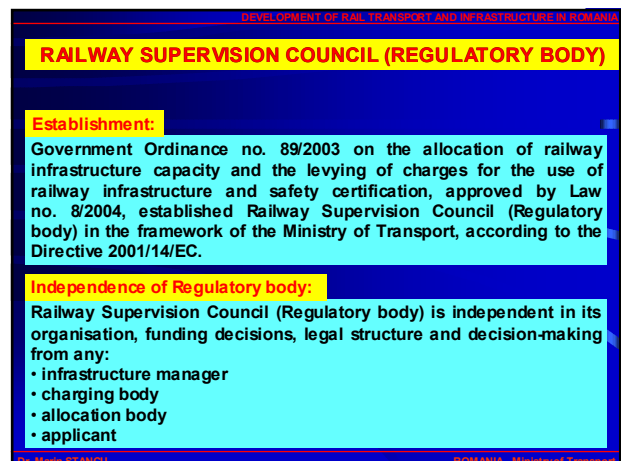 DEVELOPMENT OF RAIL TRANSPORT AND INFRASTRUCTURE IN ROMANIA
RAILWAY SUPERVISION COUNCIL (REGULATORY BODY)
Establishment:
Government Ordinance no. 89/2003 on the allocation of railway
infrastructure capacity and the levying of charges for the use of
railway infrastructure and safety certification, approved by Law
no. 8/2004, established Railway Supervision Council (Regulatory
body) in the framework of the Ministry of Transport, according to the
Directive 2001/14/EC.
Independence of Regulatory body:
Railway Supervision Council (Regulatory body) is independent in its
organisation, funding decisions, legal structure and decision-making
from any:
• infrastructure manager
• charging body
• allocation body
• applicant
Dr. Marin STANCU ROMANIA - Ministry of Transport